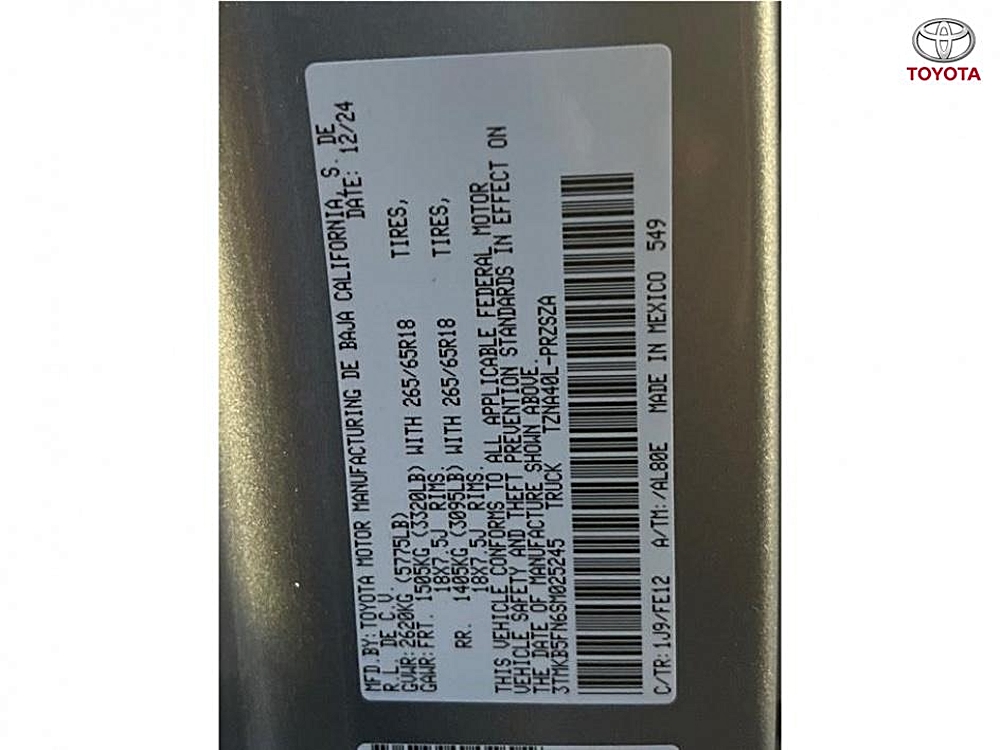 MFD.BY:TOYOTA MOTOR MANUFACTURING DE BAJA CALIFORNIA, S. DE
R.L. DE C.V. DATE: 12/24
GVWR:2620KG (5775LB)
GAWR:FRT. 1505KG (3320LB) WITH 265/65R18 TIRES,
18X7.5J RIMS.
RR. 1405KG (3095LB) WITH 265/65R18 TIRES,
18X7.5J RIMS.
THIS VEHICLE CONFORMS TO ALL APPLICABLE FEDERAL MOTOR
VEHICLE SAFETY AND THEFT PREVENTION STANDARDS IN EFFECT ON
THE DATE OF MANUFACTURE SHOWN ABOVE.
3TMKB5FN6SM025245 TRUCK TZNA40L-PRZSZA
C/TR:1J9/FE12 A/TM:/AL80E MADE IN MEXICO 549
TOYOTA